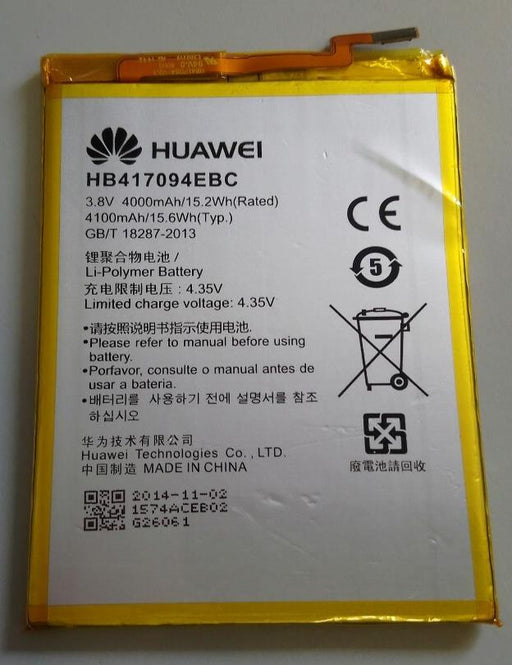 HUAWEI
HB417094EBC
3.8V 4000mAh/15.2Wh(Rated)
4100mAh/15.6Wh(Typ.)
GB/T 18287-2013
锂聚合物电池 /
Li-Polymer Battery
充电限制电压 : 4.35V
Limited charge voltage: 4.35V
•请按照说明书指示使用电池.
•Please refer to manual before using
battery.
•Porfavor, consulte o manual antes de
usar a bateria.
•배터리를 사용하기 전에 설명서를 참조
하십시오
华为技术有限公司
Huawei Technologies Co., LTD.
中国制造 MADE IN CHINA
2014-11-02
1574ACEB02
G26061
CE
5
廢電池請回收